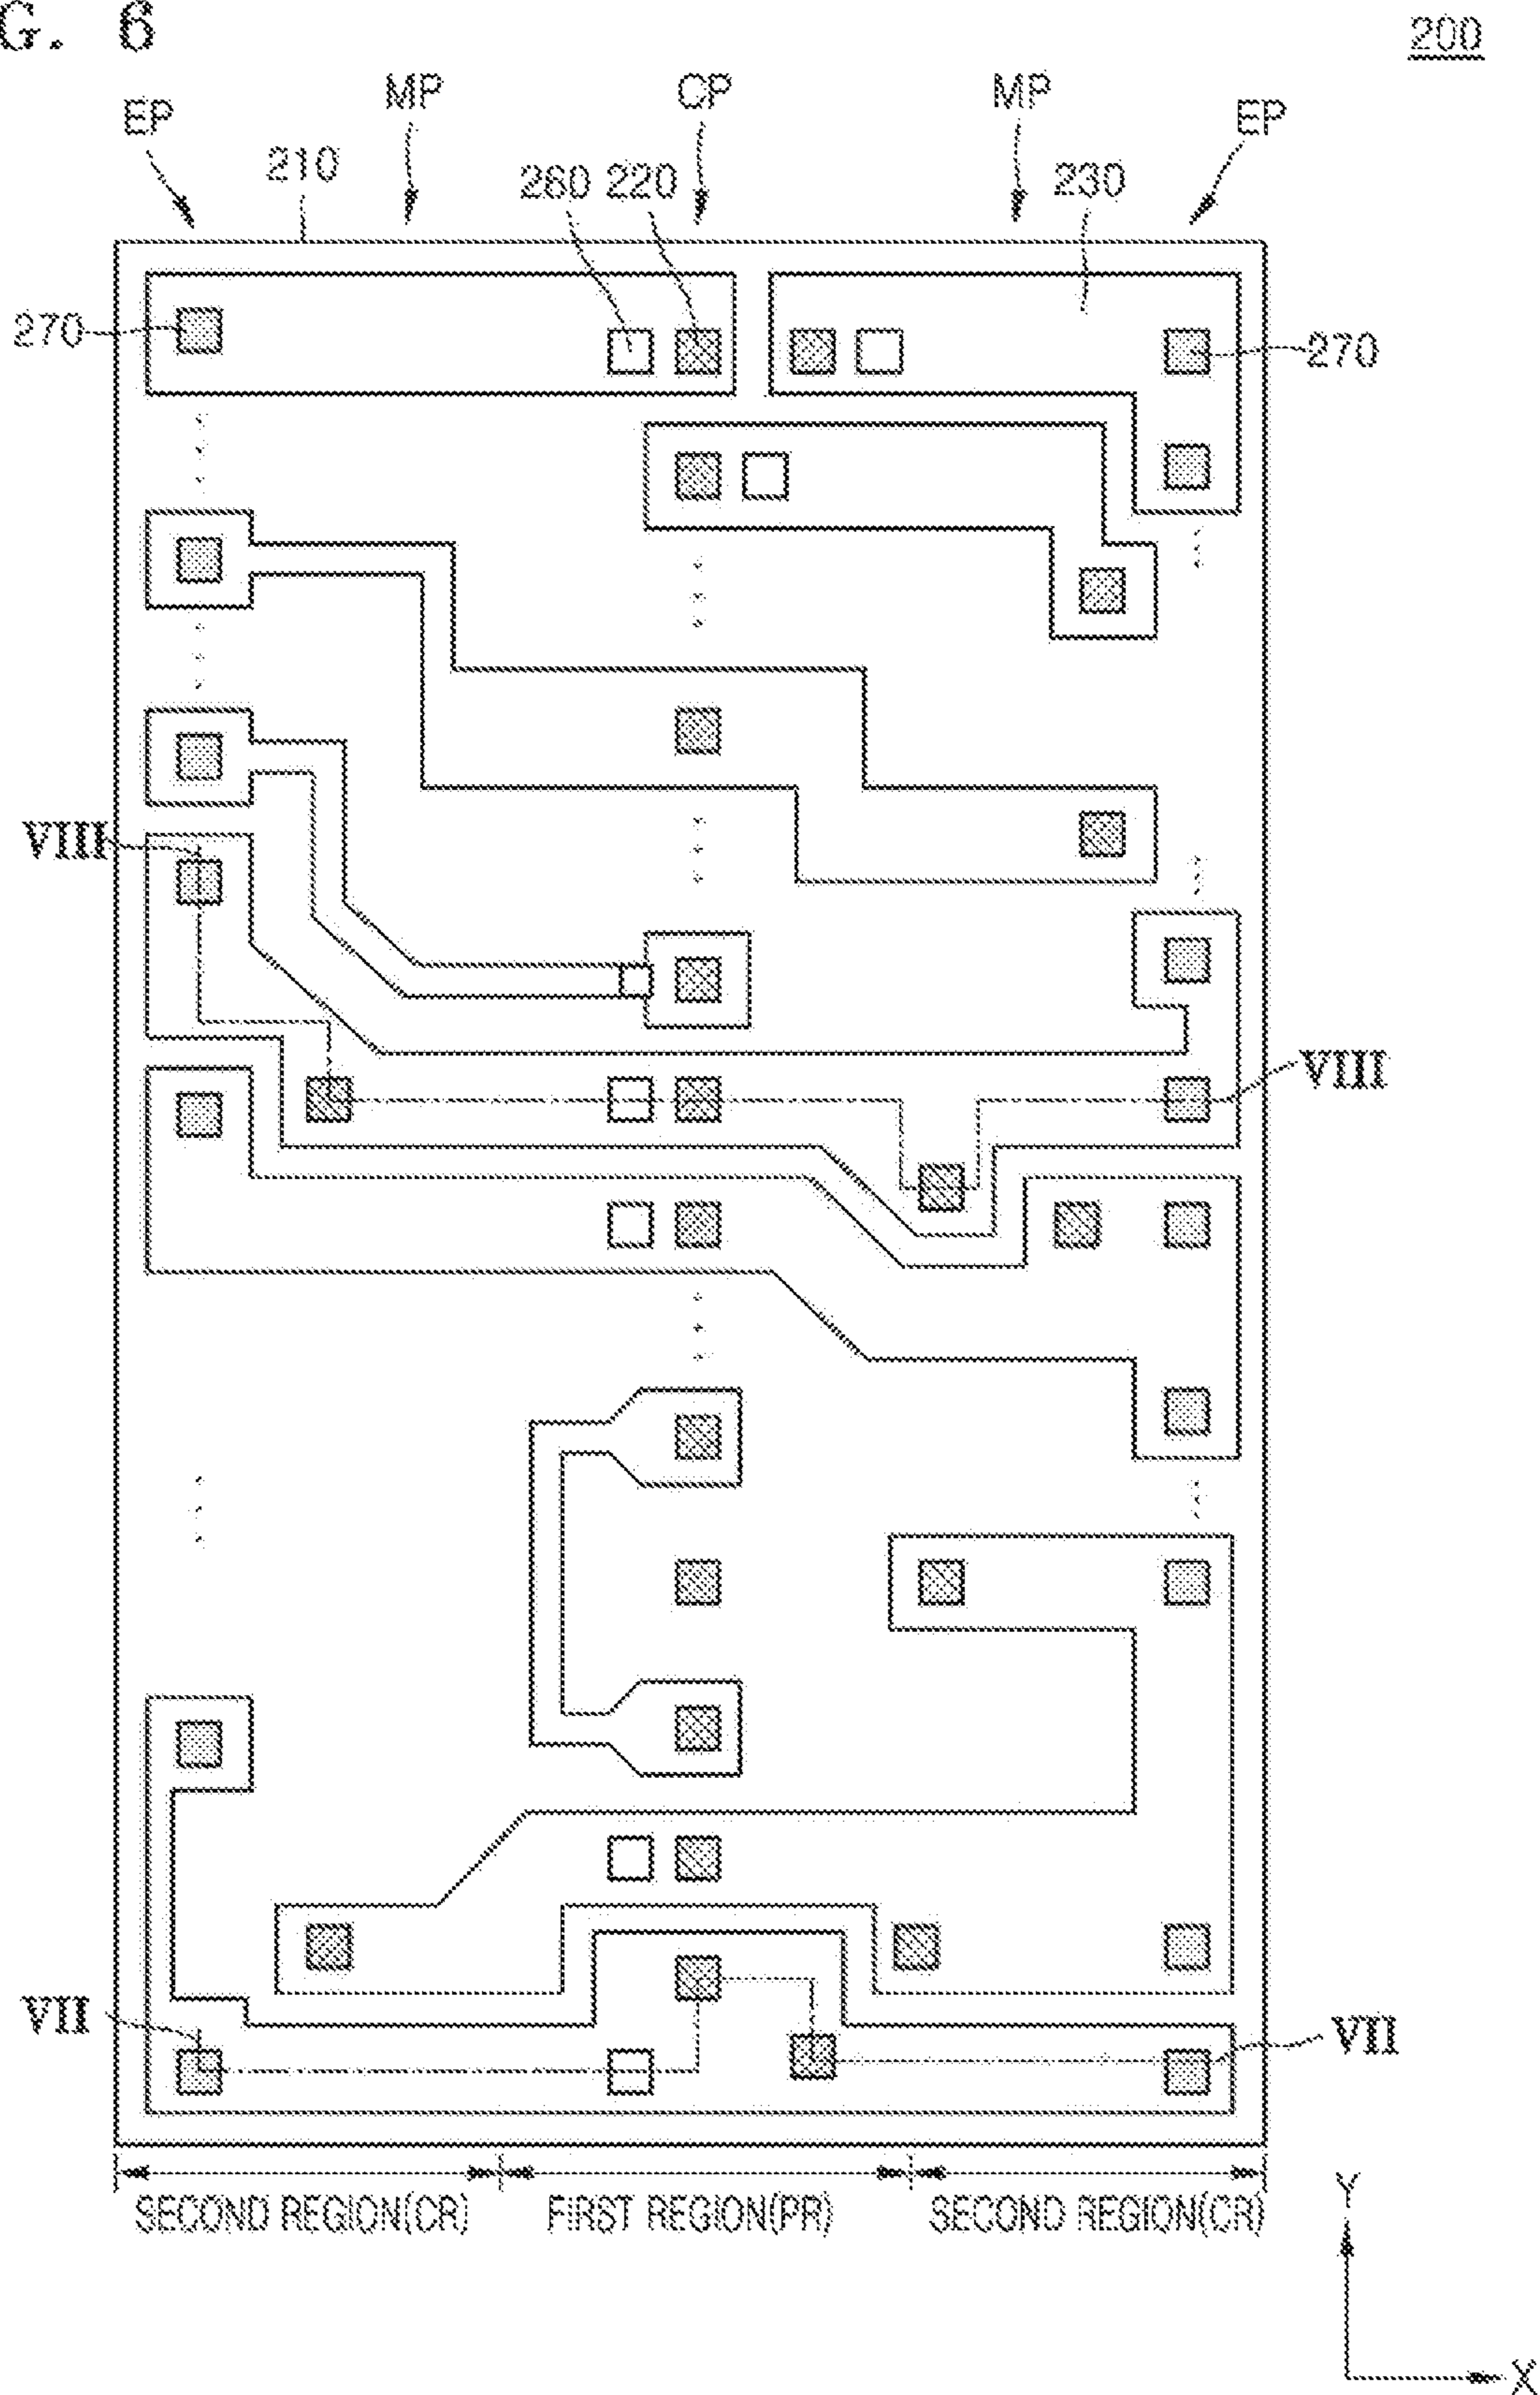 G. 6
200
EP MP CP MP EP
210 260 220 230
270 270
VIII
VIII
VII VII
SECOND REGION(CR) FIRST REGION(PR) SECOND REGION(CR)
Y
X